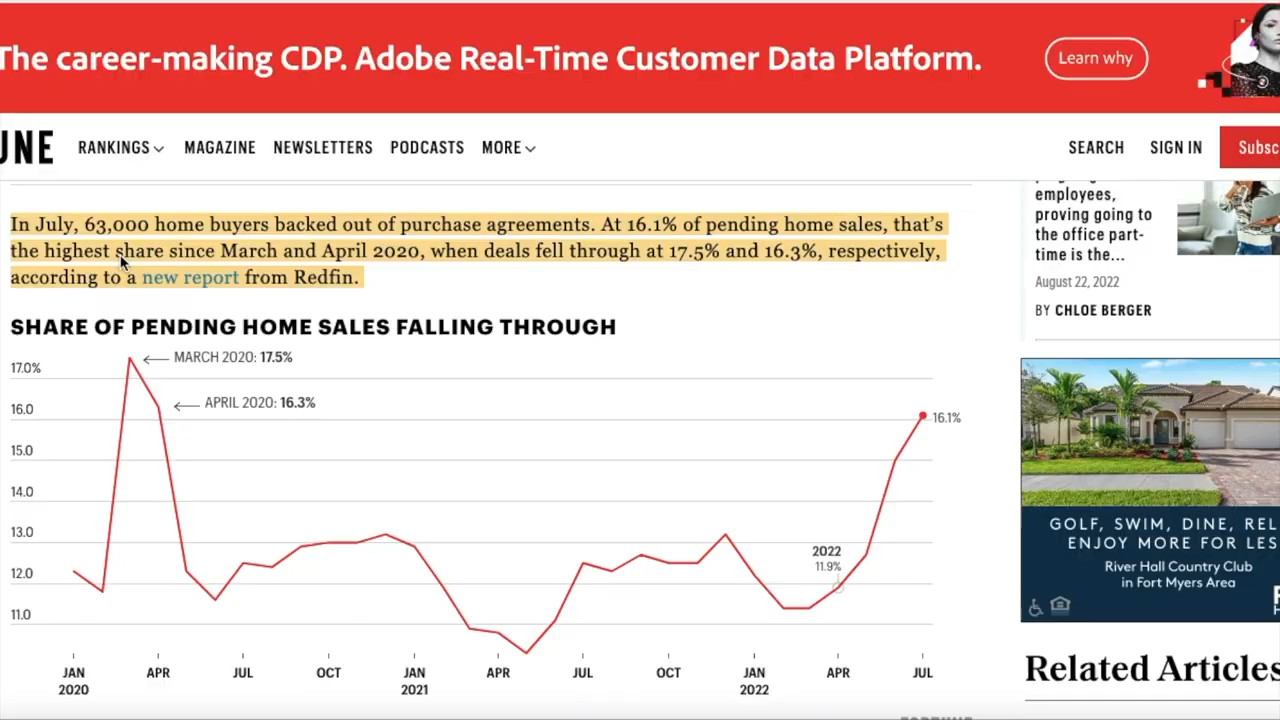 The career-making CDP. Adobe Real-Time Customer Data Platform.
Learn why
UNE
RANKINGS
MAGAZINE
NEWSLETTERS
PODCASTS
MORE
SEARCH
SIGN IN
Subsc
In July, 63,000 home buyers backed out of purchase agreements. At 16.1% of pending home sales, that's
the highest share since March and April 2020, when deals fell through at 17.5% and 16.3%, respectively,
according to a new report from Redfin.
SHARE OF PENDING HOME SALES FALLING THROUGH
MARCH 2020: 17.5%
APRIL 2020: 16.3%
17.0%
16.0
15.0
14.0
13.0
12.0
11.0
16.1%
2022
11.9%
JAN
2020
APR
JUL
OCT
JAN
2021
APR
JUL
OCT
JAN
2022
APR
JUL
employees,
proving going to
the office part-
time is the...
August 22, 2022
BY CHLOE BERGER
GOLF, SWIM, DINE, REL
ENJOY MORE FOR LES
River Hall Country Club
in Fort Myers Area
Related Articles